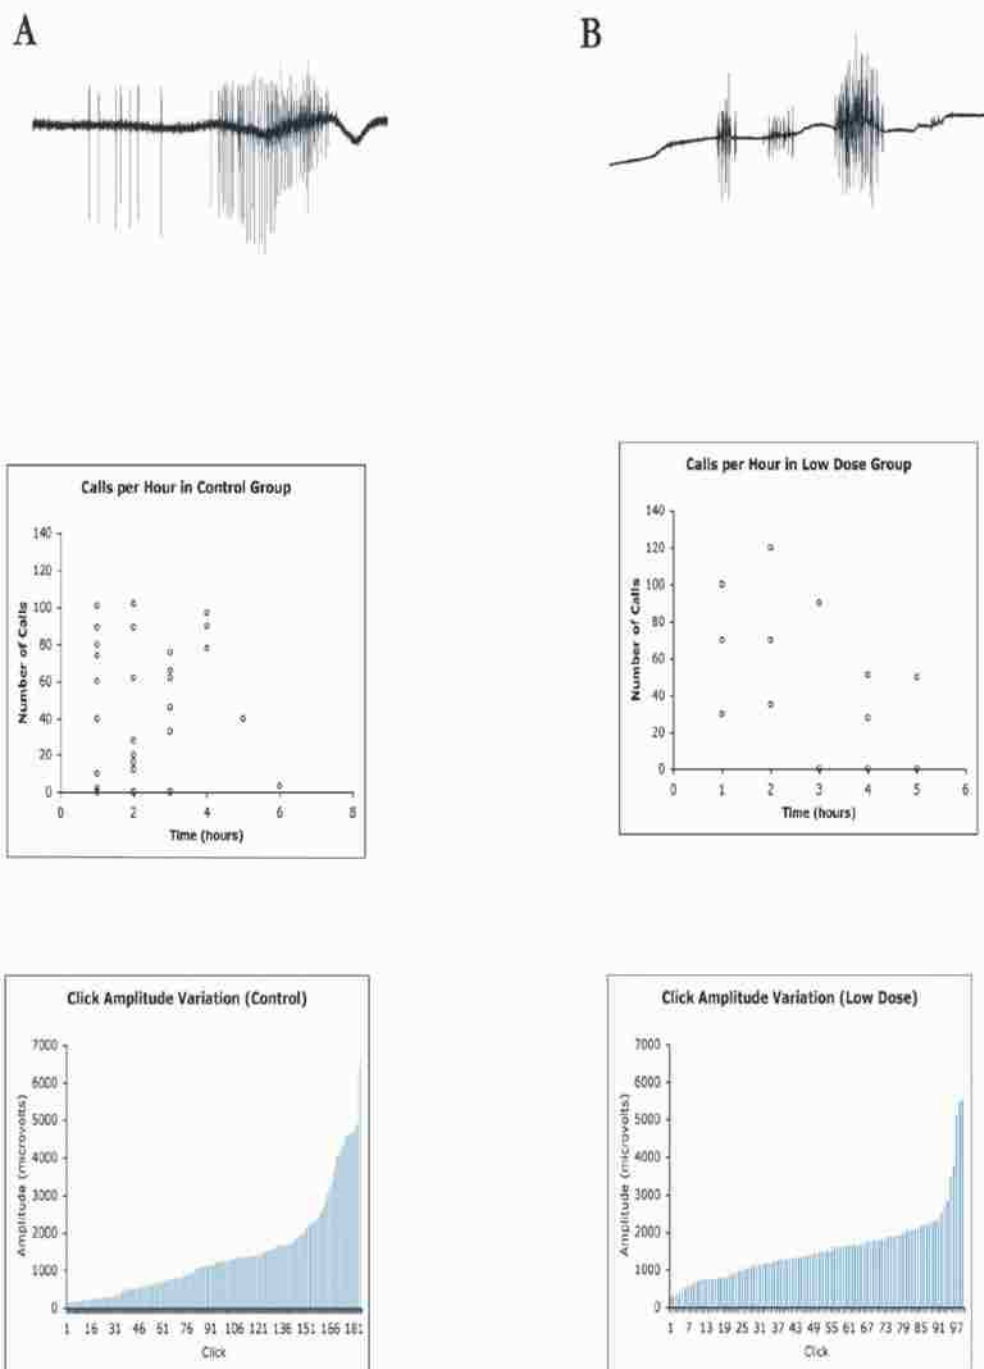 A
B
Calls per Hour in Control Group
140
120
100
80
60
40
20
0
Number of Calls
0 2 4 6 8
Time (hours)
Calls per Hour in Low Dose Group
140
120
100
80
60
40
20
0
Number of Calls
0 1 2 3 4 5 6
Time (hours)
Click Amplitude Variation (Control)
7000
6000
5000
4000
3000
2000
1000
0
Amplitude (microvolts)
1 16 31 46 61 76 91 106 121 136 151 166 181
Click
Click Amplitude Variation (Low Dose)
7000
6000
5000
4000
3000
2000
1000
0
Amplitude (microvolts)
1 7 13 19 25 31 37 43 49 55 61 67 73 79 85 91 97
Click